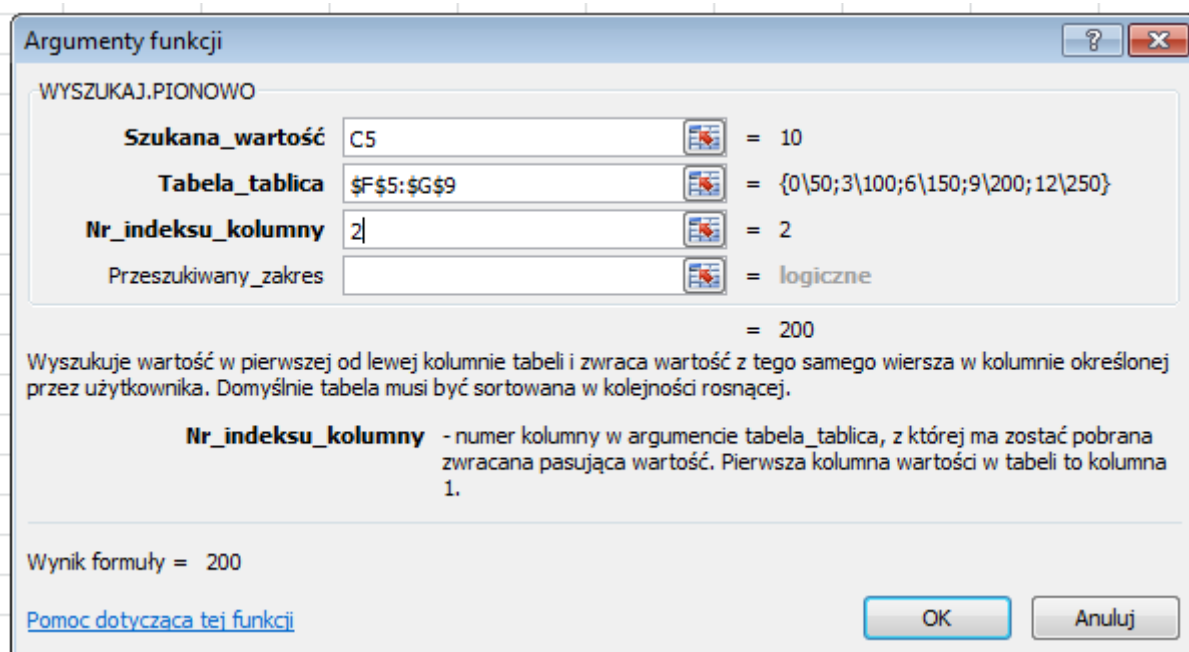 Argumenty funkcji
WYSZUKAJ.PIONOWO
Szukana_wartość C5 = 10
Tabela_tablica $F$5:$G$9 = {0\50;3\100;6\150;9\200;12\250}
Nr_indeksu_kolumny 2 = 2
Przeszukiwany_zakres = logiczne
= 200
Wyszukuje wartość w pierwszej od lewej kolumnie tabeli i zwraca wartość z tego samego wiersza w kolumnie określonej
przez użytkownika. Domyślnie tabela musi być sortowana w kolejności rosnącej.
Nr_indeksu_kolumny - numer kolumny w argumencie tabela_tablica, z której ma zostać pobrana
zwracana pasująca wartość. Pierwsza kolumna wartości w tabeli to kolumna
1.
Wynik formuły = 200
Pomoc dotycząca tej funkcji
OK Anuluj